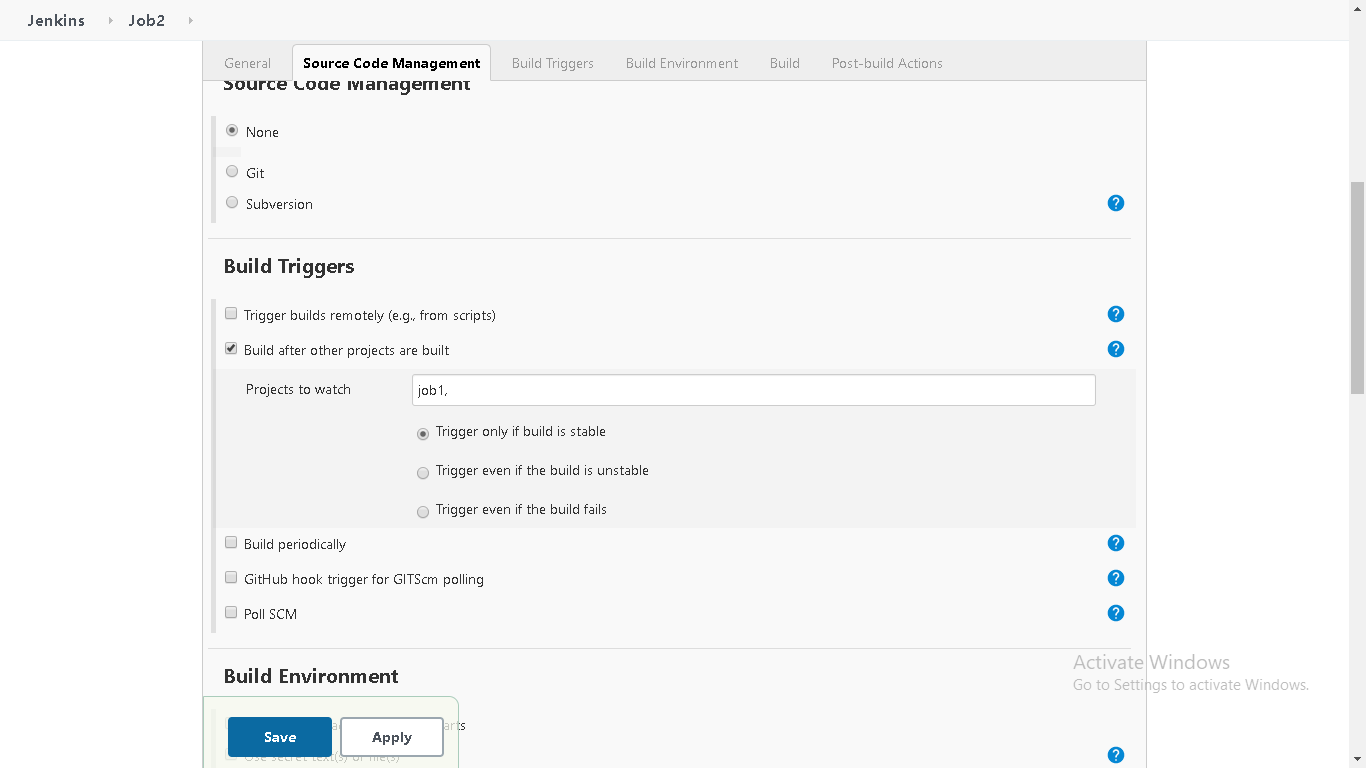 Jenkins Job2
General Source Code Management Build Triggers Build Environment Build Post-build Actions
Source Code Management
None
Git
Subversion
Build Triggers
Trigger builds remotely (e.g., from scripts)
Build after other projects are built
Projects to watch job1,
Trigger only if build is stable
Trigger even if the build is unstable
Trigger even if the build fails
Build periodically
GitHub hook trigger for GITScm polling
Poll SCM
Activate Windows
Build Environment
Go to Settings to activate Windows.
Save Apply
Use secret text(s) or file(s)